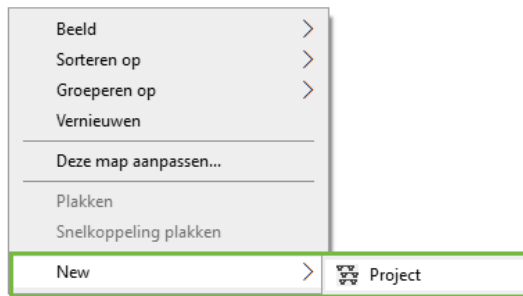 Beeld
Sorteren op
Groeperen op
Vernieuwen
Deze map aanpassen...
Plakken
Snelkoppeling plakken
New
Project